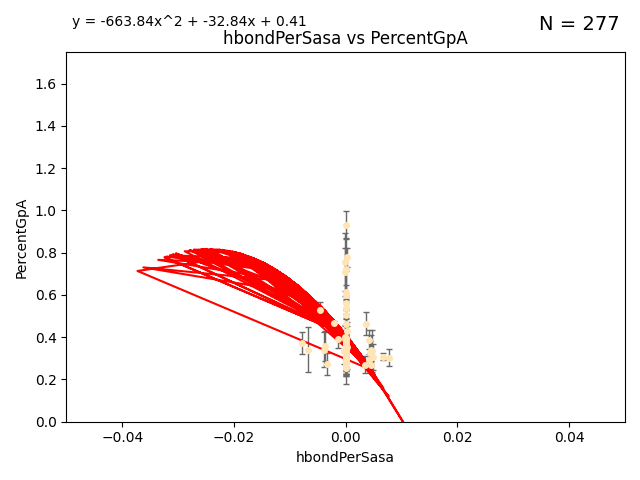 y = -663.84x^2 + -32.84x + 0.41
N = 277
hbondPerSasa vs PercentGpA
1.6
1.4
1.2
1.0
0.8
0.6
0.4
0.2
0.0
PercentGpA
−0.04 −0.02 0.00 0.02 0.04
hbondPerSasa